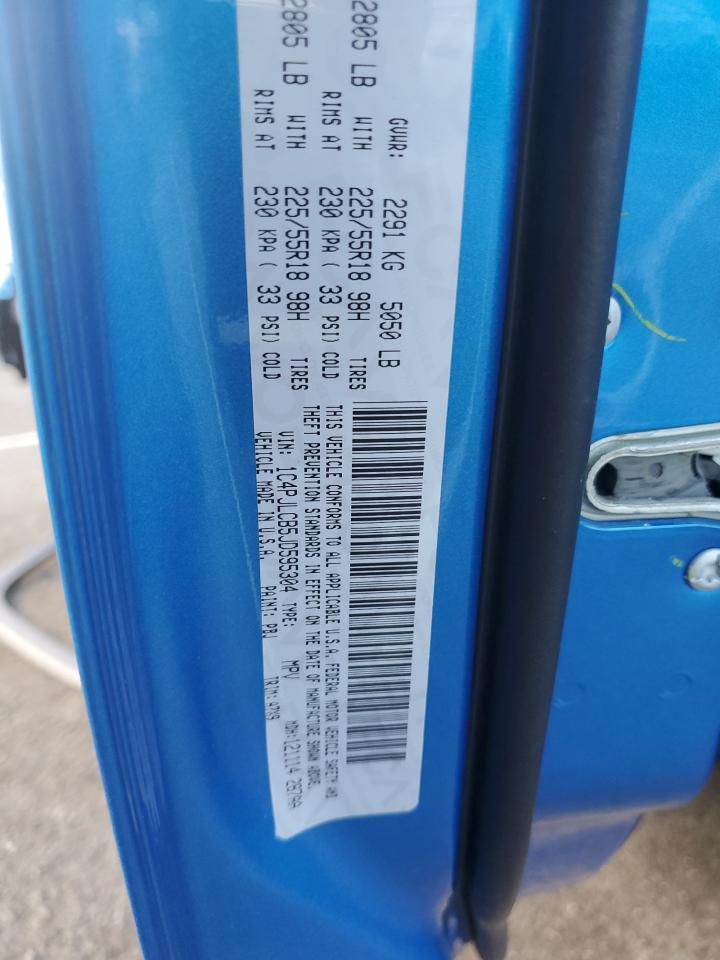 GVWR: 2291 KG 5050 LB
2805 LB WITH 225/55R18 98H TIRES
RIMS AT 230 KPA ( 33 PSI) COLD
2805 LB WITH 225/55R18 98H TIRES
RIMS AT 230 KPA ( 33 PSI) COLD
THIS VEHICLE CONFORMS TO ALL APPLICABLE U.S.A. FEDERAL MOTOR VEHICLE SAFETY AND
THEFT PREVENTION STANDARDS IN EFFECT ON THE DATE OF MANUFACTURE SHOWN ABOVE.
VIN: 1C4PJLCB5JD595304 TYPE: MPV MDH:121114
VEHICLE MADE IN U.S.A. PAINT: PBJ TRIM: